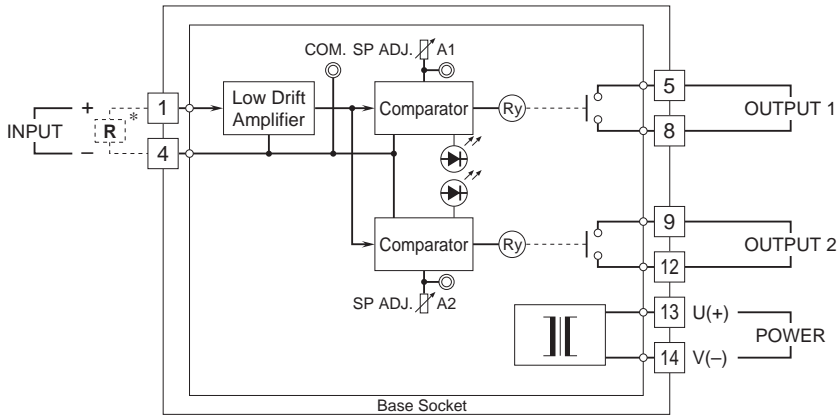 COM. SP ADJ. A1
+
1
R *
INPUT
–
4
Low Drift
Amplifier
Comparator
Ry
5
OUTPUT 1
8
Comparator
Ry
9
OUTPUT 2
12
SP ADJ. A2
13 U(+)
POWER
14 V(–)
Base Socket